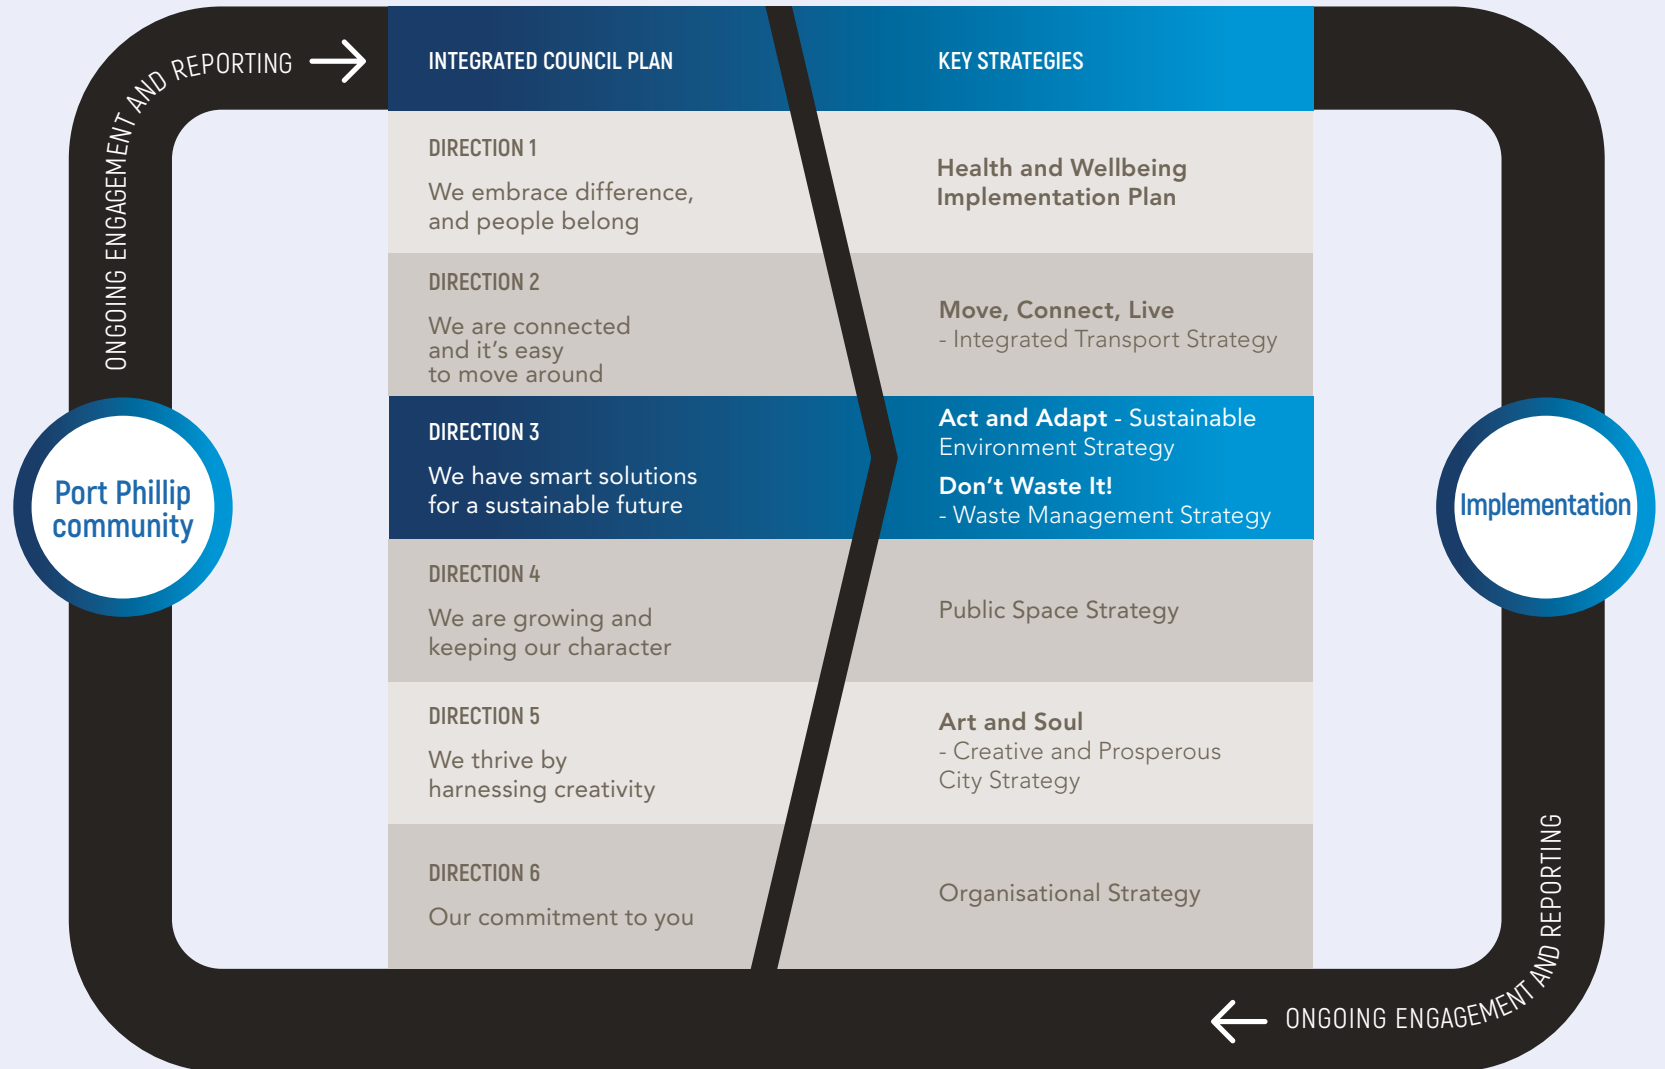 ONGOING ENGAGEMENT AND REPORTING
INTEGRATED COUNCIL PLAN
KEY STRATEGIES
DIRECTION 1
We embrace difference,
and people belong
Health and Wellbeing
Implementation Plan
DIRECTION 2
We are connected
and it's easy
to move around
Move, Connect, Live
- Integrated Transport Strategy
DIRECTION 3
We have smart solutions
for a sustainable future
Act and Adapt - Sustainable
Environment Strategy
Don't Waste It!
- Waste Management Strategy
Port Phillip
community
Implementation
DIRECTION 4
We are growing and
keeping our character
Public Space Strategy
DIRECTION 5
We thrive by
harnessing creativity
Art and Soul
- Creative and Prosperous
City Strategy
DIRECTION 6
Our commitment to you
Organisational Strategy
ONGOING ENGAGEMENT AND REPORTING